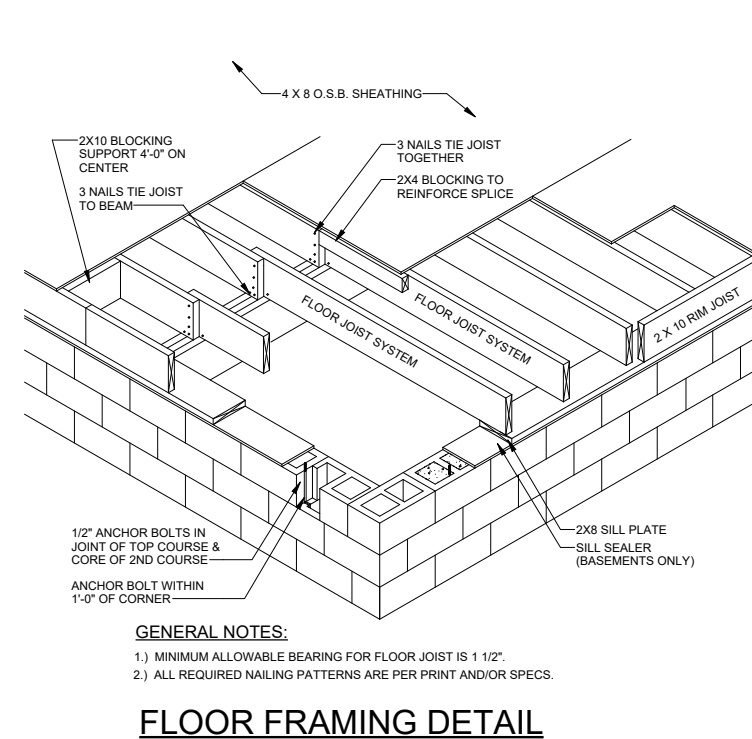 4 X 8 O.S.B. SHEATHING
2X10 BLOCKING
SUPPORT 4'-0" ON
CENTER
3 NAILS TIE JOIST
TO BEAM
3 NAILS TIE JOIST
TOGETHER
2X4 BLOCKING TO
REINFORCE SPLICE
FLOOR JOIST SYSTEM
FLOOR JOIST SYSTEM
2 X 10 RIM JOIST
1/2" ANCHOR BOLTS IN
JOINT OF TOP COURSE &
CORE OF 2ND COURSE
ANCHOR BOLT WITHIN
1'-0" OF CORNER
2X8 SILL PLATE
SILL SEALER
(BASEMENTS ONLY)
GENERAL NOTES:
1.) MINIMUM ALLOWABLE BEARING FOR FLOOR JOIST IS 1 1/2".
2.) ALL REQUIRED NAILING PATTERNS ARE PER PRINT AND/OR SPECS.
FLOOR FRAMING DETAIL